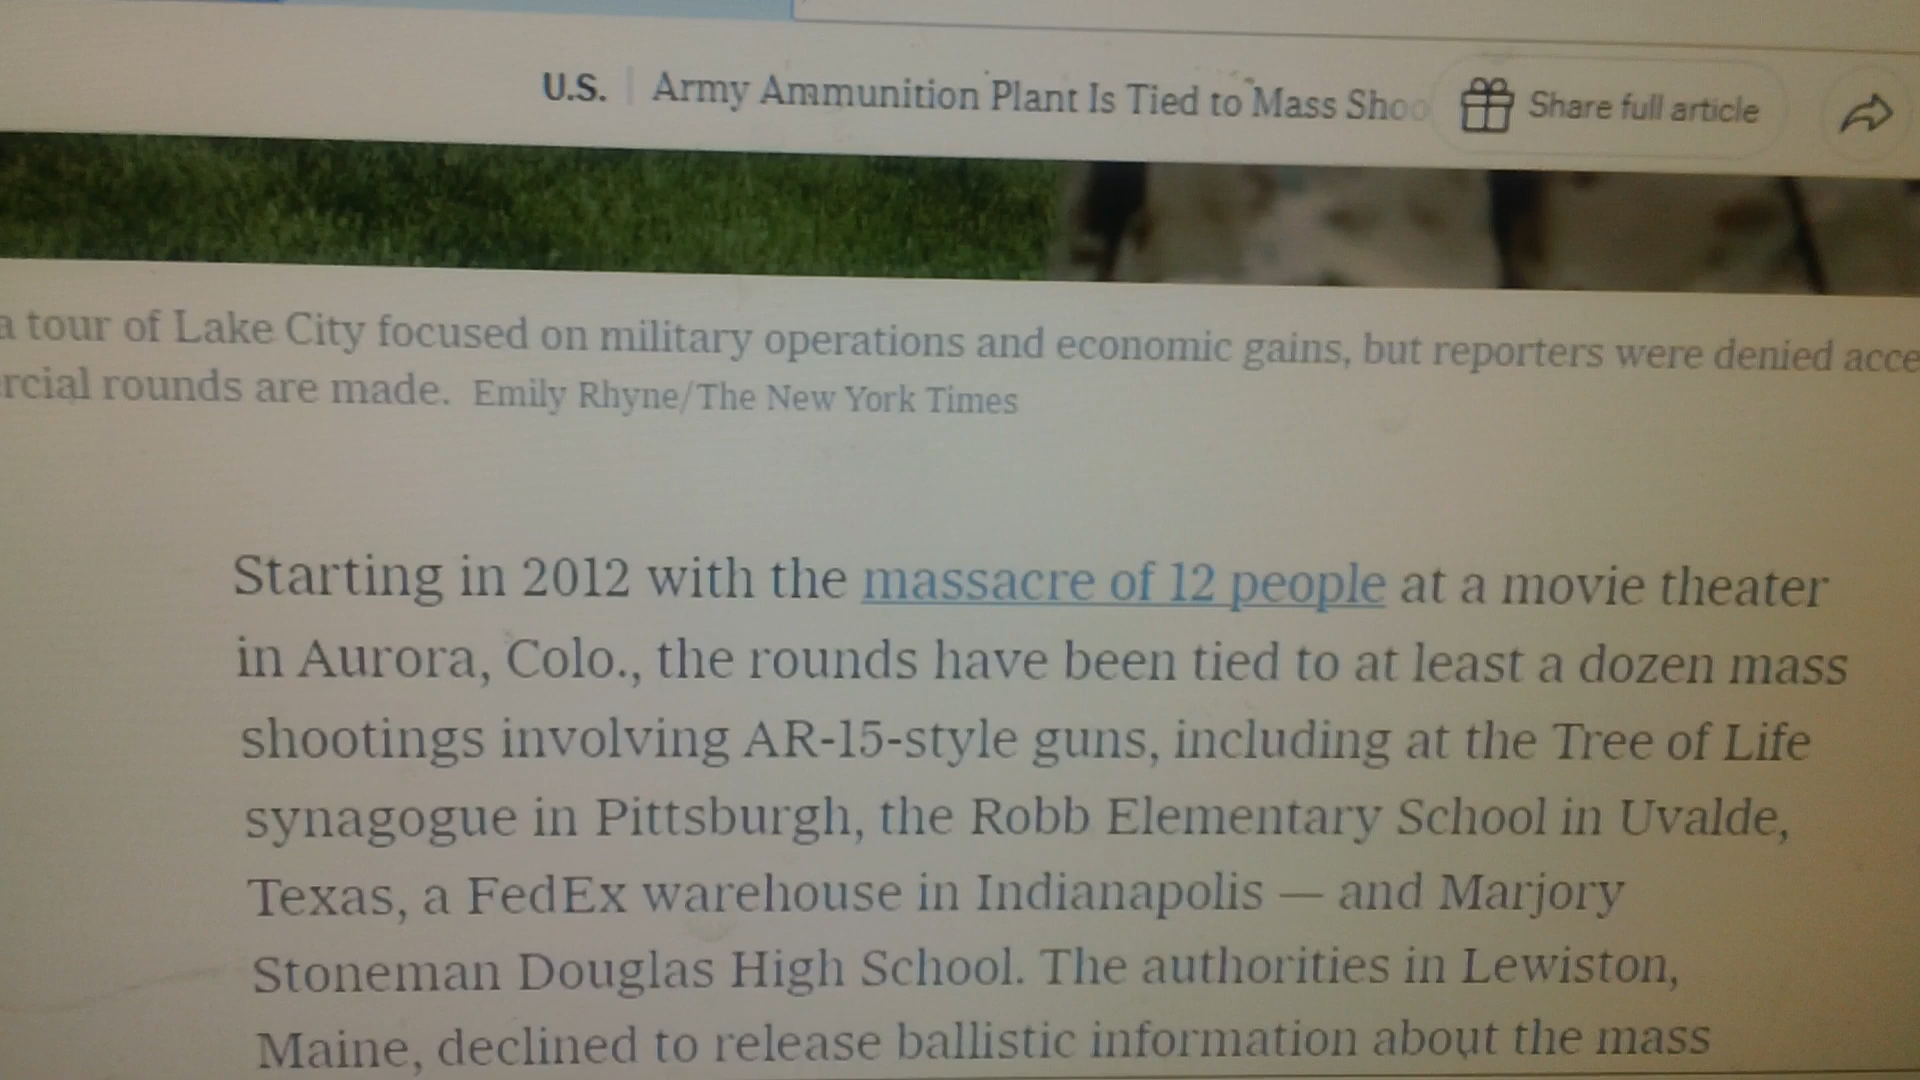 U.S. | Army Ammunition Plant Is Tied to Mass Shoo
Share full article
a tour of Lake City focused on military operations and economic gains, but reporters were denied acce
rcial rounds are made. Emily Rhyne/The New York Times
Starting in 2012 with the massacre of 12 people at a movie theater
in Aurora, Colo., the rounds have been tied to at least a dozen mass
shootings involving AR-15-style guns, including at the Tree of Life
synagogue in Pittsburgh, the Robb Elementary School in Uvalde,
Texas, a FedEx warehouse in Indianapolis — and Marjory
Stoneman Douglas High School. The authorities in Lewiston,
Maine, declined to release ballistic information about the mass